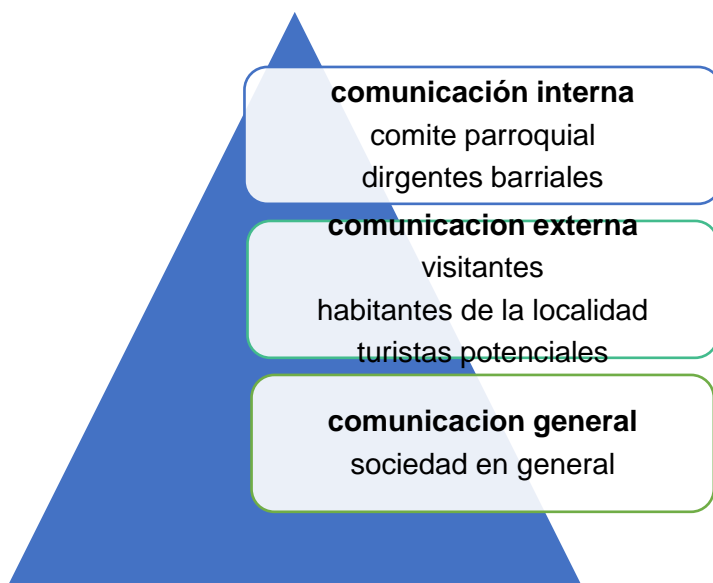 comunicación interna
comite parroquial
dirgentes barriales
comunicacion externa
visitantes
habitantes de la localidad
turistas potenciales
comunicacion general
sociedad en general